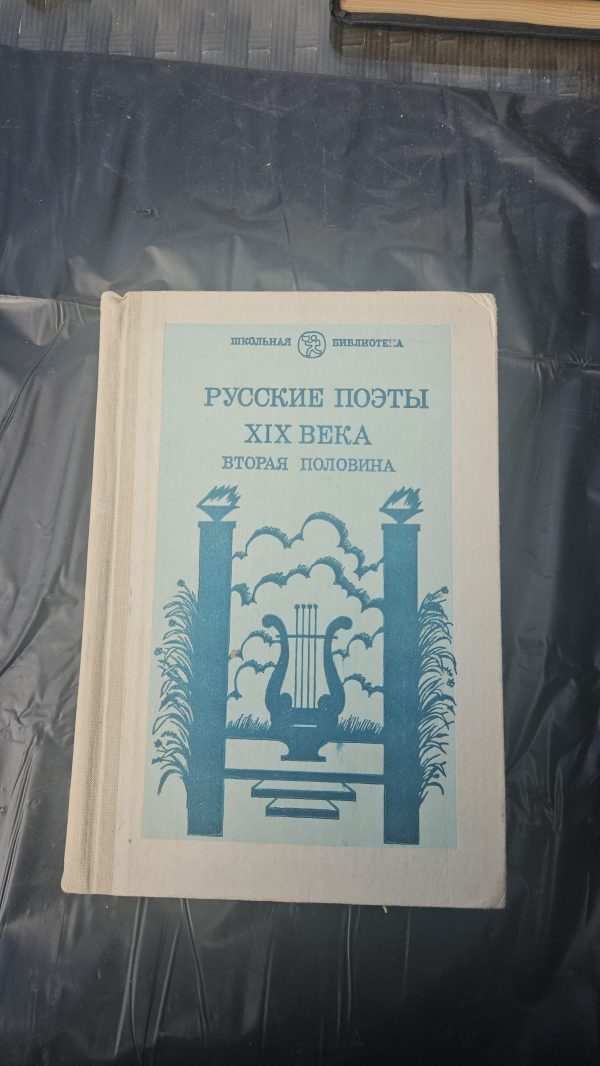 ШКОЛЬНАЯ БИБЛИОТЕКА
РУССКИЕ ПОЭТЫ
XIX ВЕКА
ВТОРАЯ ПОЛОВИНА